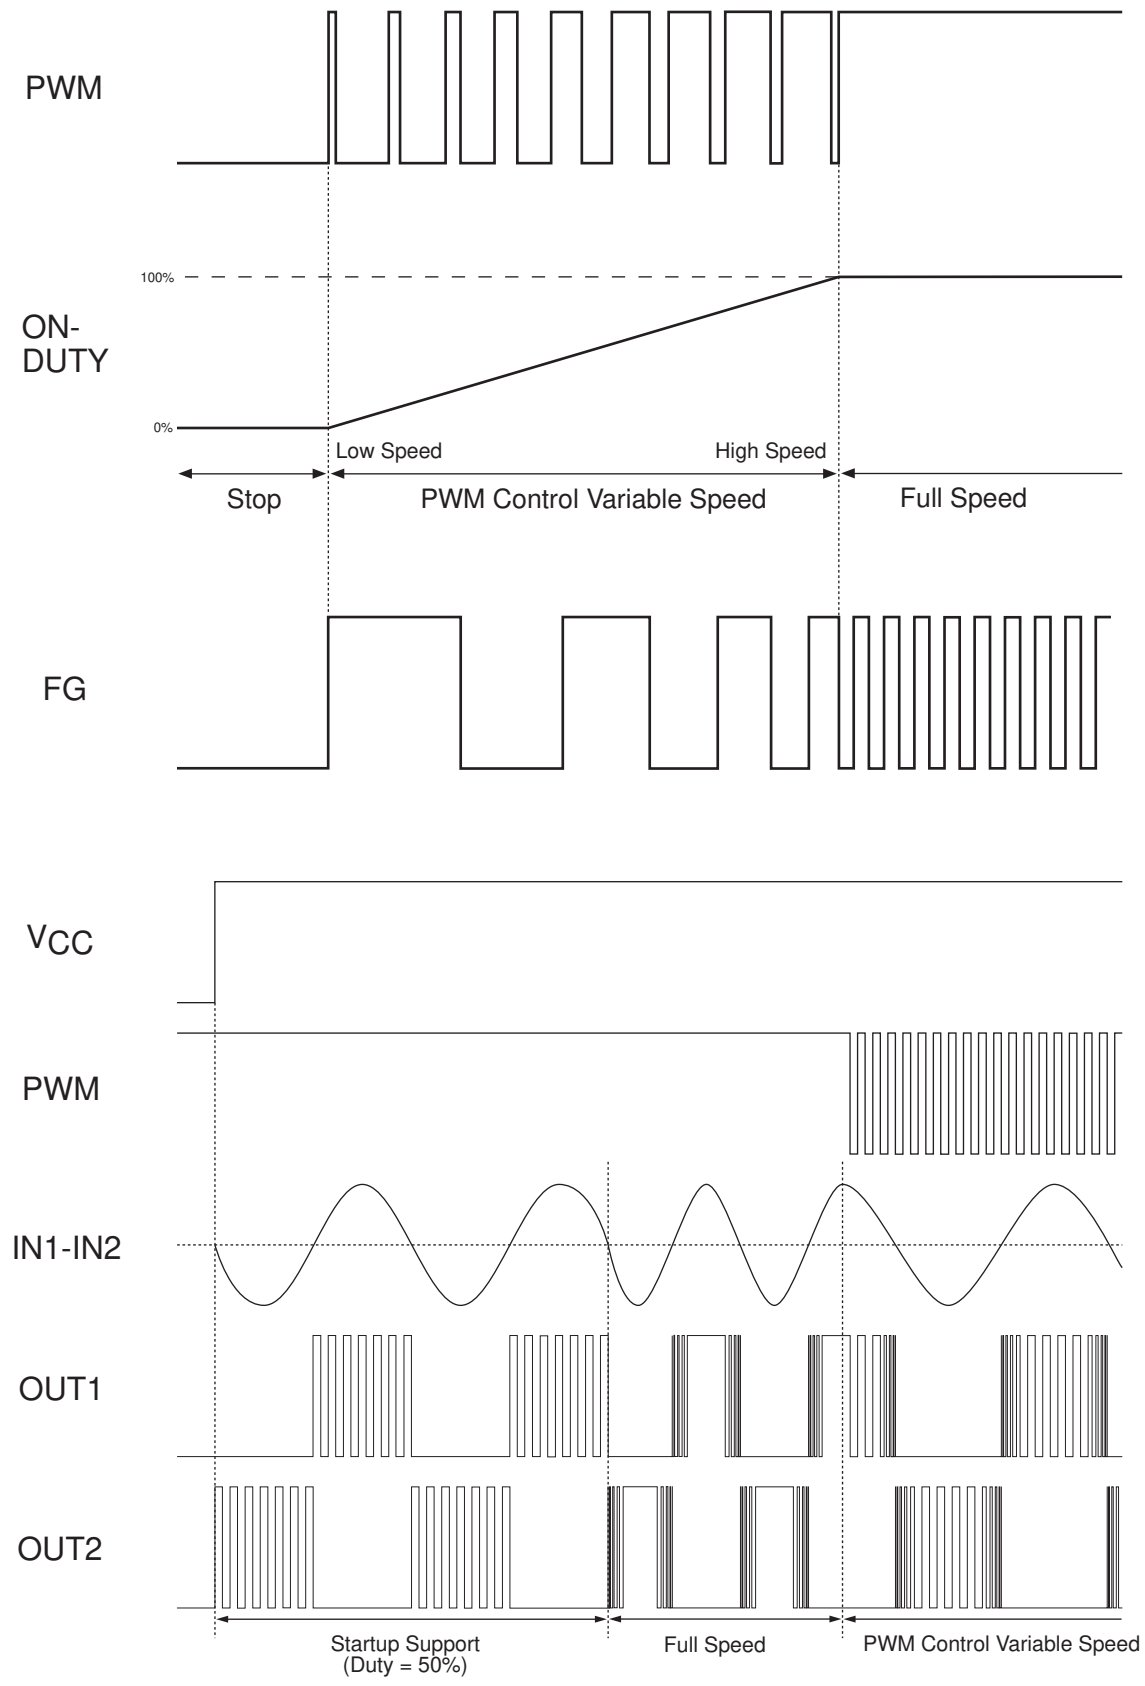 PWM
100%
ON-
DUTY
0%
Low Speed
High Speed
Stop
PWM Control Variable Speed
Full Speed
FG
VCC
PWM
IN1-IN2
OUT1
OUT2
Startup Support
(Duty = 50%)
Full Speed
PWM Control Variable Speed